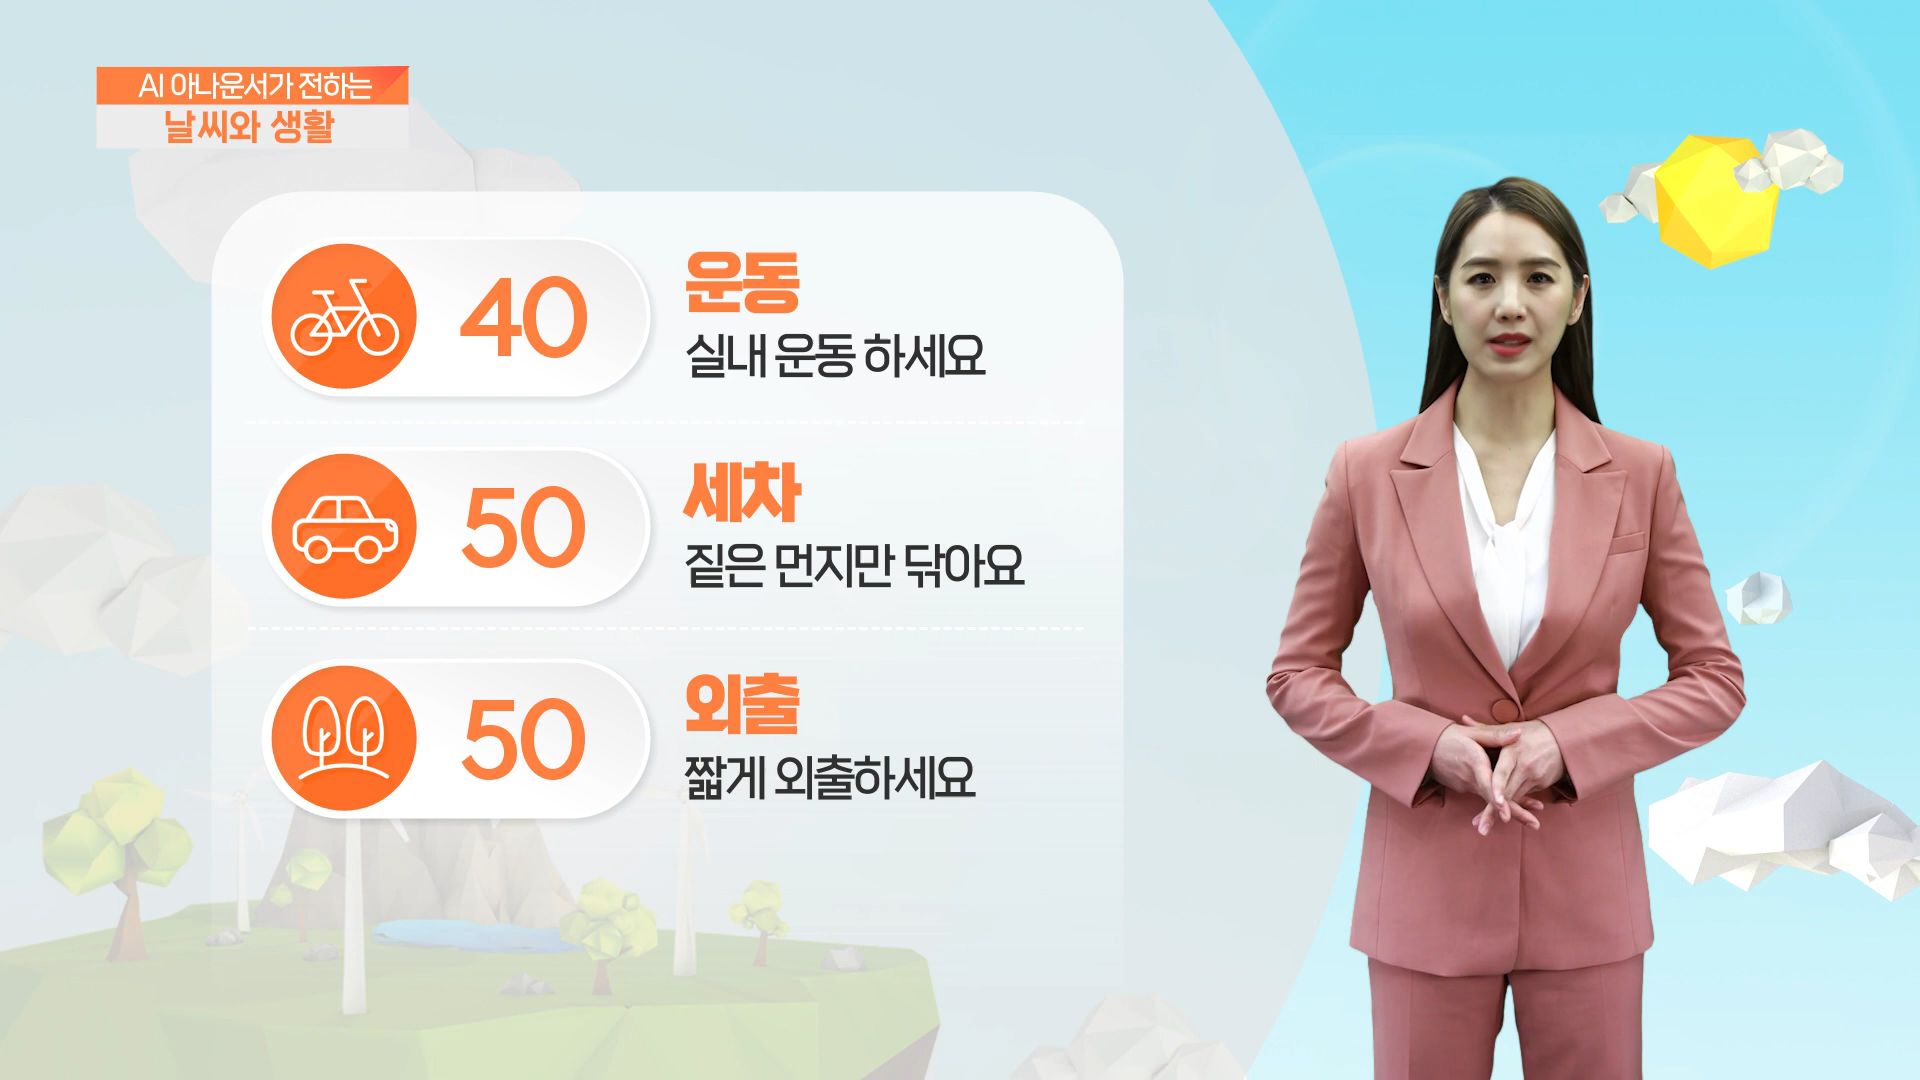 AI 아나운서가 전하는
날씨와 생활
40
운동
실내 운동 하세요
50
세차
짙은 먼지만 닦아요
50
외출
짧게 외출하세요